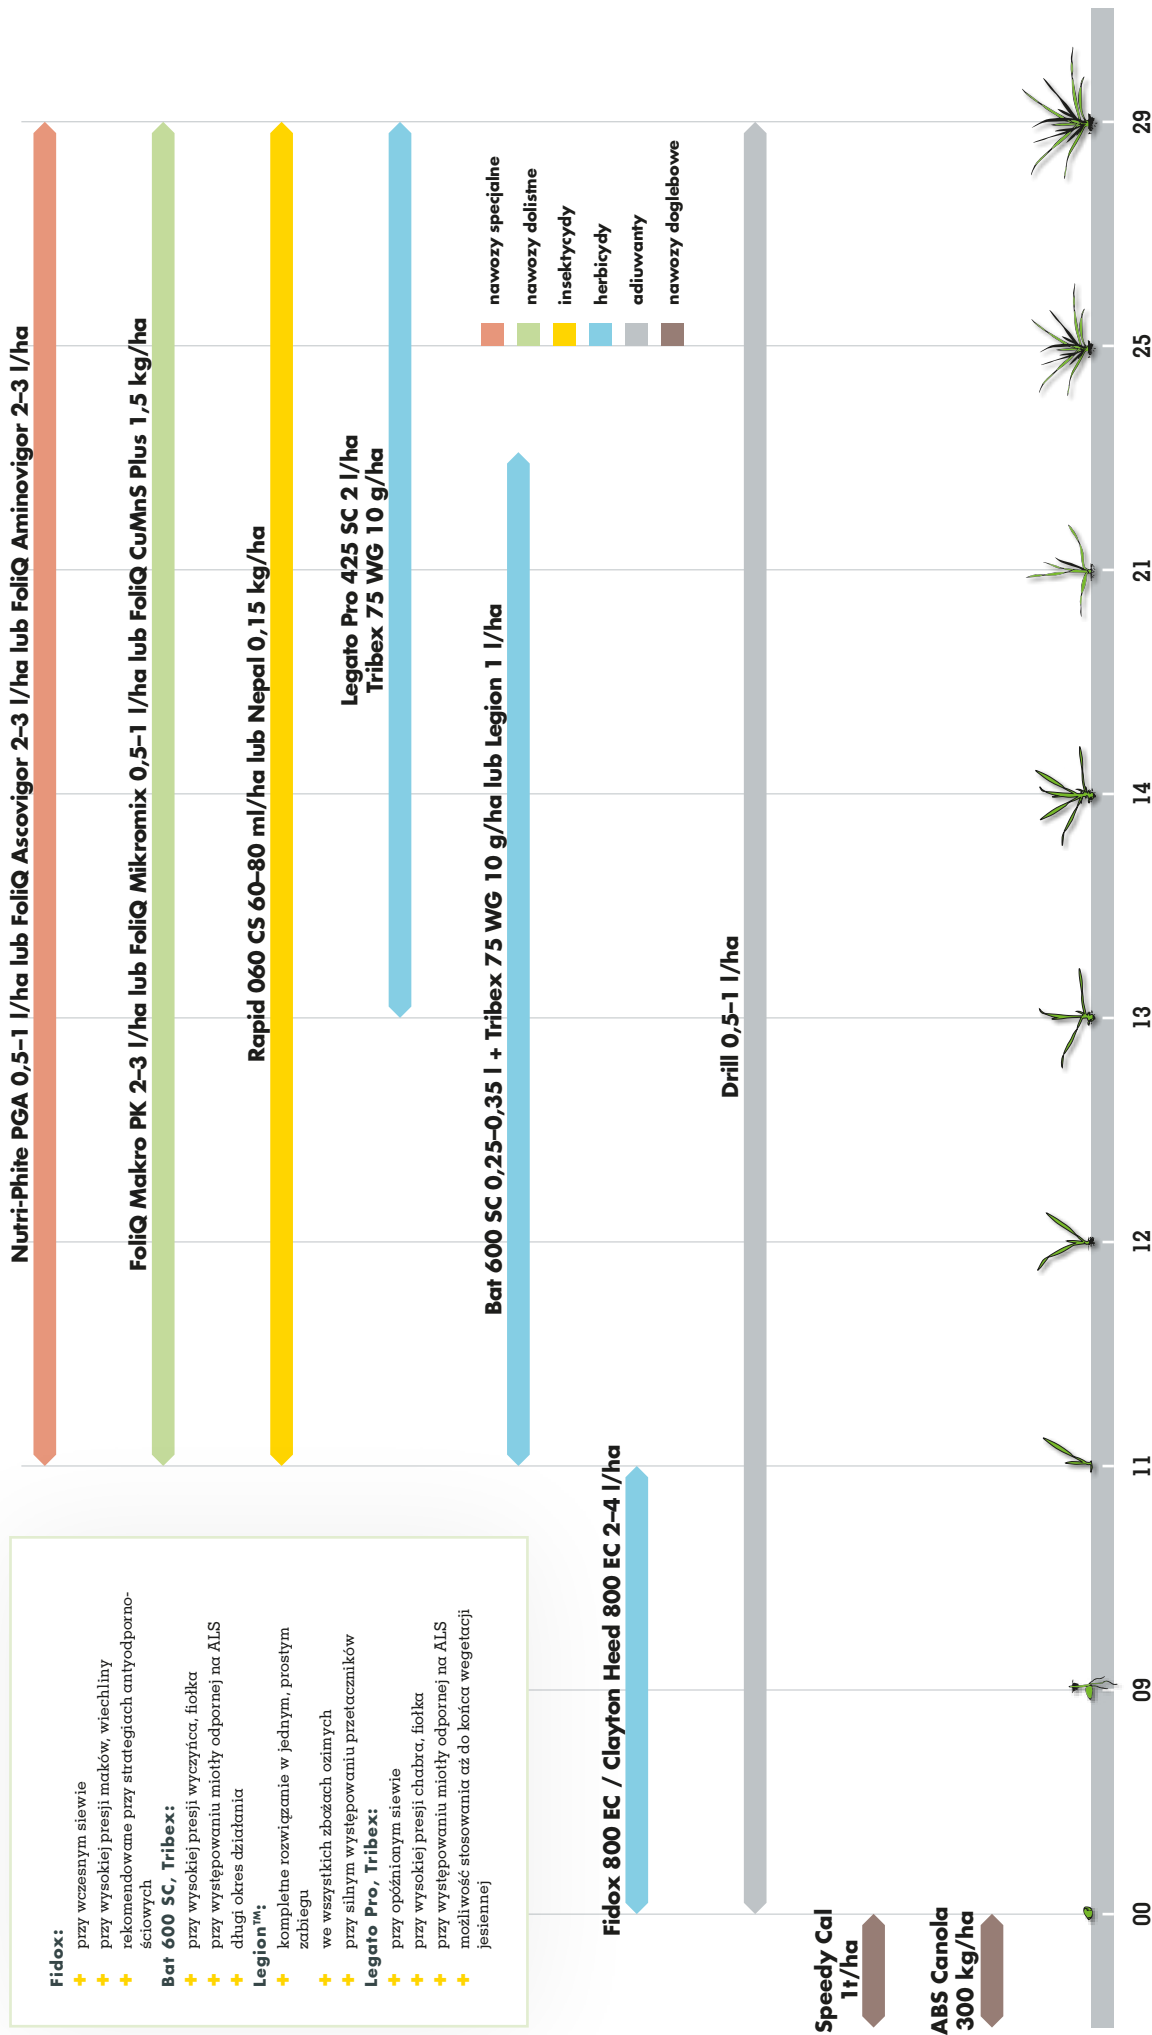 Fidox:
+ przy wczesnym siewie
+ przy wysokiej presji maków, wiechliny
+ rekomendowane przy strategiach antyodporno-
ściowych
Bat 600 SC, Tribex:
+ przy wysokiej presji wyczyńca, fiołka
+ przy występowaniu miotły odpornej na ALS
+ długi okres działania
Legion™:
+ kompletne rozwiązanie w jednym, prostym
zabiegu
+ we wszystkich zbożach ozimych
+ przy silnym występowaniu przetaczników
Legato Pro, Tribex:
+ przy opóźnionym siewie
+ przy wysokiej presji chabra, fiołka
+ przy występowaniu miotły odpornej na ALS
+ możliwość stosowania aż do końca wegetacji
jesiennej
Nutri-Phite PGA 0,5–1 l/ha lub FoliQ Ascovigor 2–3 l/ha lub FoliQ Aminovigor 2–3 l/ha
FoliQ Makro PK 2–3 l/ha lub FoliQ Mikromix 0,5–1 l/ha lub FoliQ CuMnS Plus 1,5 kg/ha
Rapid 060 CS 60–80 ml/ha lub Nepal 0,15 kg/ha
Legato Pro 425 SC 2 l/ha
Tribex 75 WG 10 g/ha
Bat 600 SC 0,25–0,35 l + Tribex 75 WG 10 g/ha lub Legion 1 l/ha
nawozy specjalne
nawozy dolistne
insektycydy
herbicydy
adiuwanty
nawozy doglebowe
Fidox 800 EC / Clayton Heed 800 EC 2–4 l/ha
Drill 0,5–1 l/ha
Speedy Cal
1t/ha
ABS Canola
300 kg/ha
00
09
11
12
13
14
21
25
29